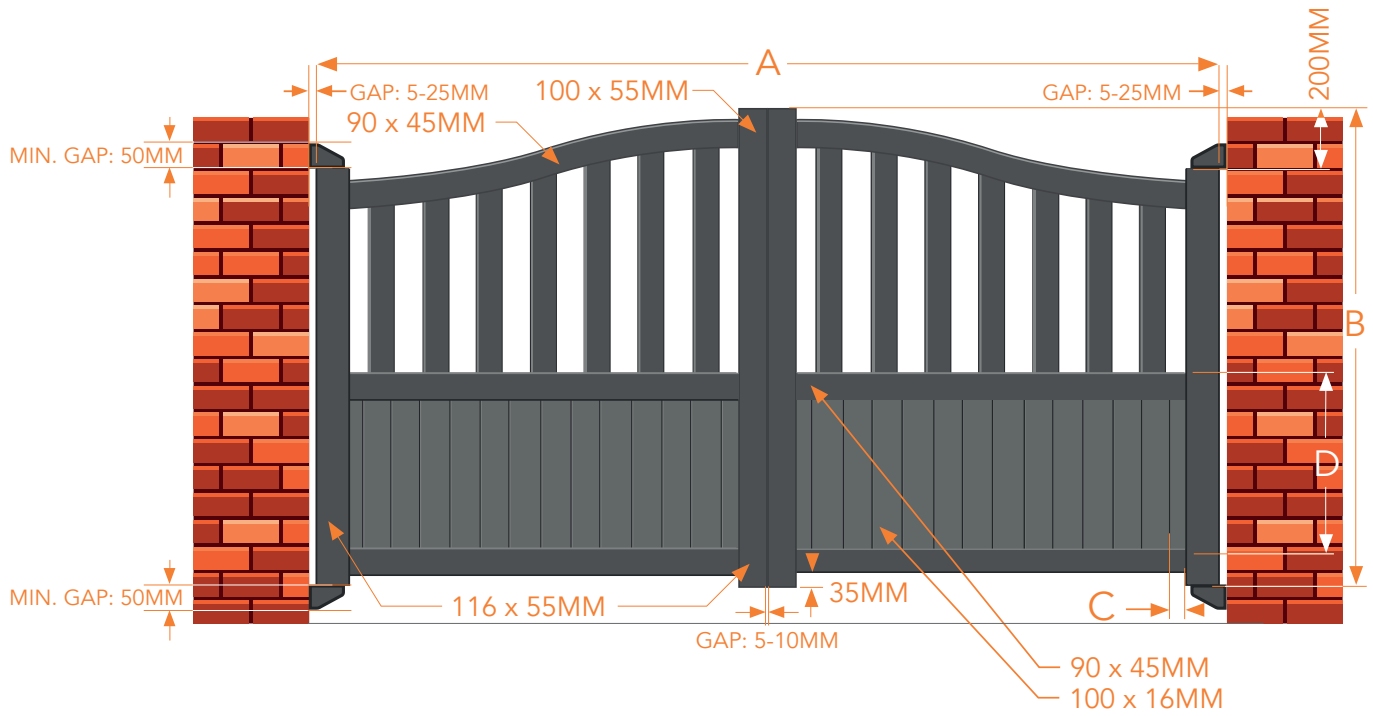 A
200MM
GAP: 5-25MM
100 x 55MM
GAP: 5-25MM
90 x 45MM
MIN. GAP: 50MM
B
D
MIN. GAP: 50MM
116 x 55MM
35MM
C
GAP: 5-10MM
90 x 45MM
100 x 16MM